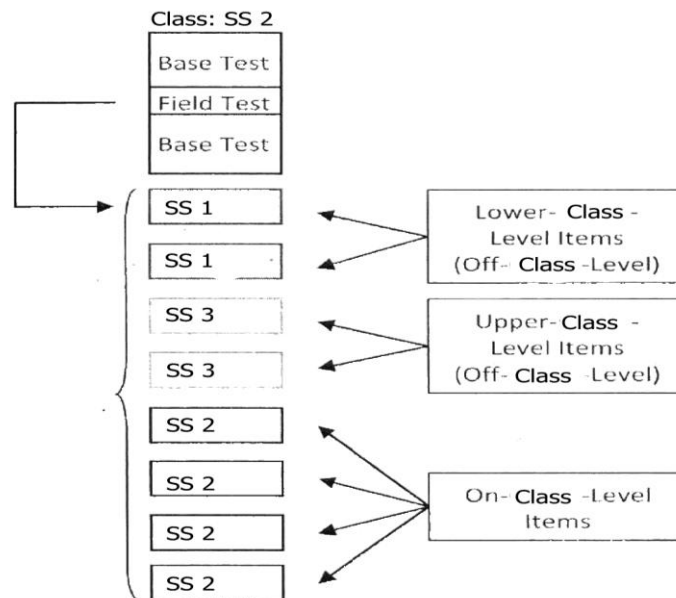 Class: SS 2
Base Test
Field Test
Base Test
SS 1
SS 1
SS 3
SS 3
SS 2
SS 2
SS 2
SS 2
Lower- Class -
Level Items
(Off- Class -Level)
Upper-Class -
Level Items
(Off- Class -Level)
On-Class -Level
Items